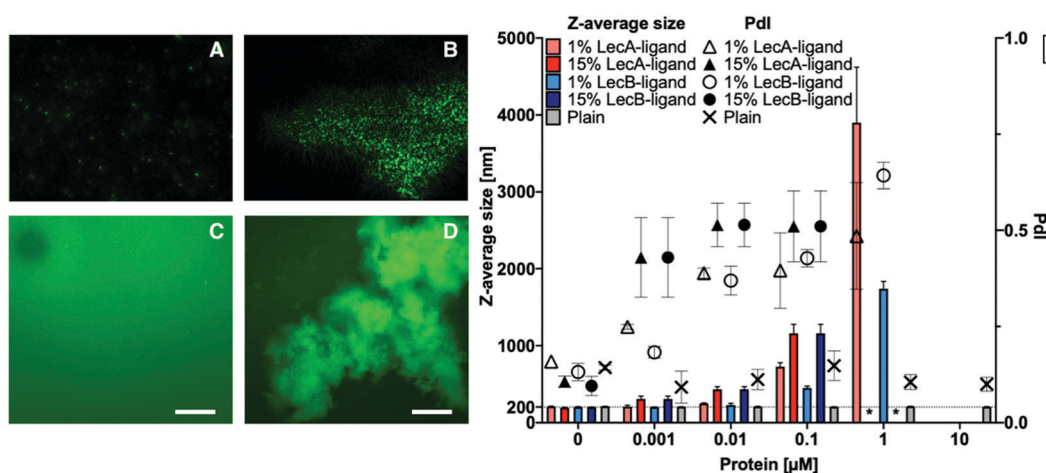 A
B
C
D
Z-average size PdI
1% LecA-ligand 1% LecA-ligand
15% LecA-ligand 15% LecA-ligand
1% LecB-ligand 1% LecB-ligand
15% LecB-ligand 15% LecB-ligand
Plain Plain
5000
4000
3000
2000
1000
200
Z-average size [nm]
1.0
0.5
0.0
PdI
* *
0 0.001 0.01 0.1 1 10
Protein [µM]